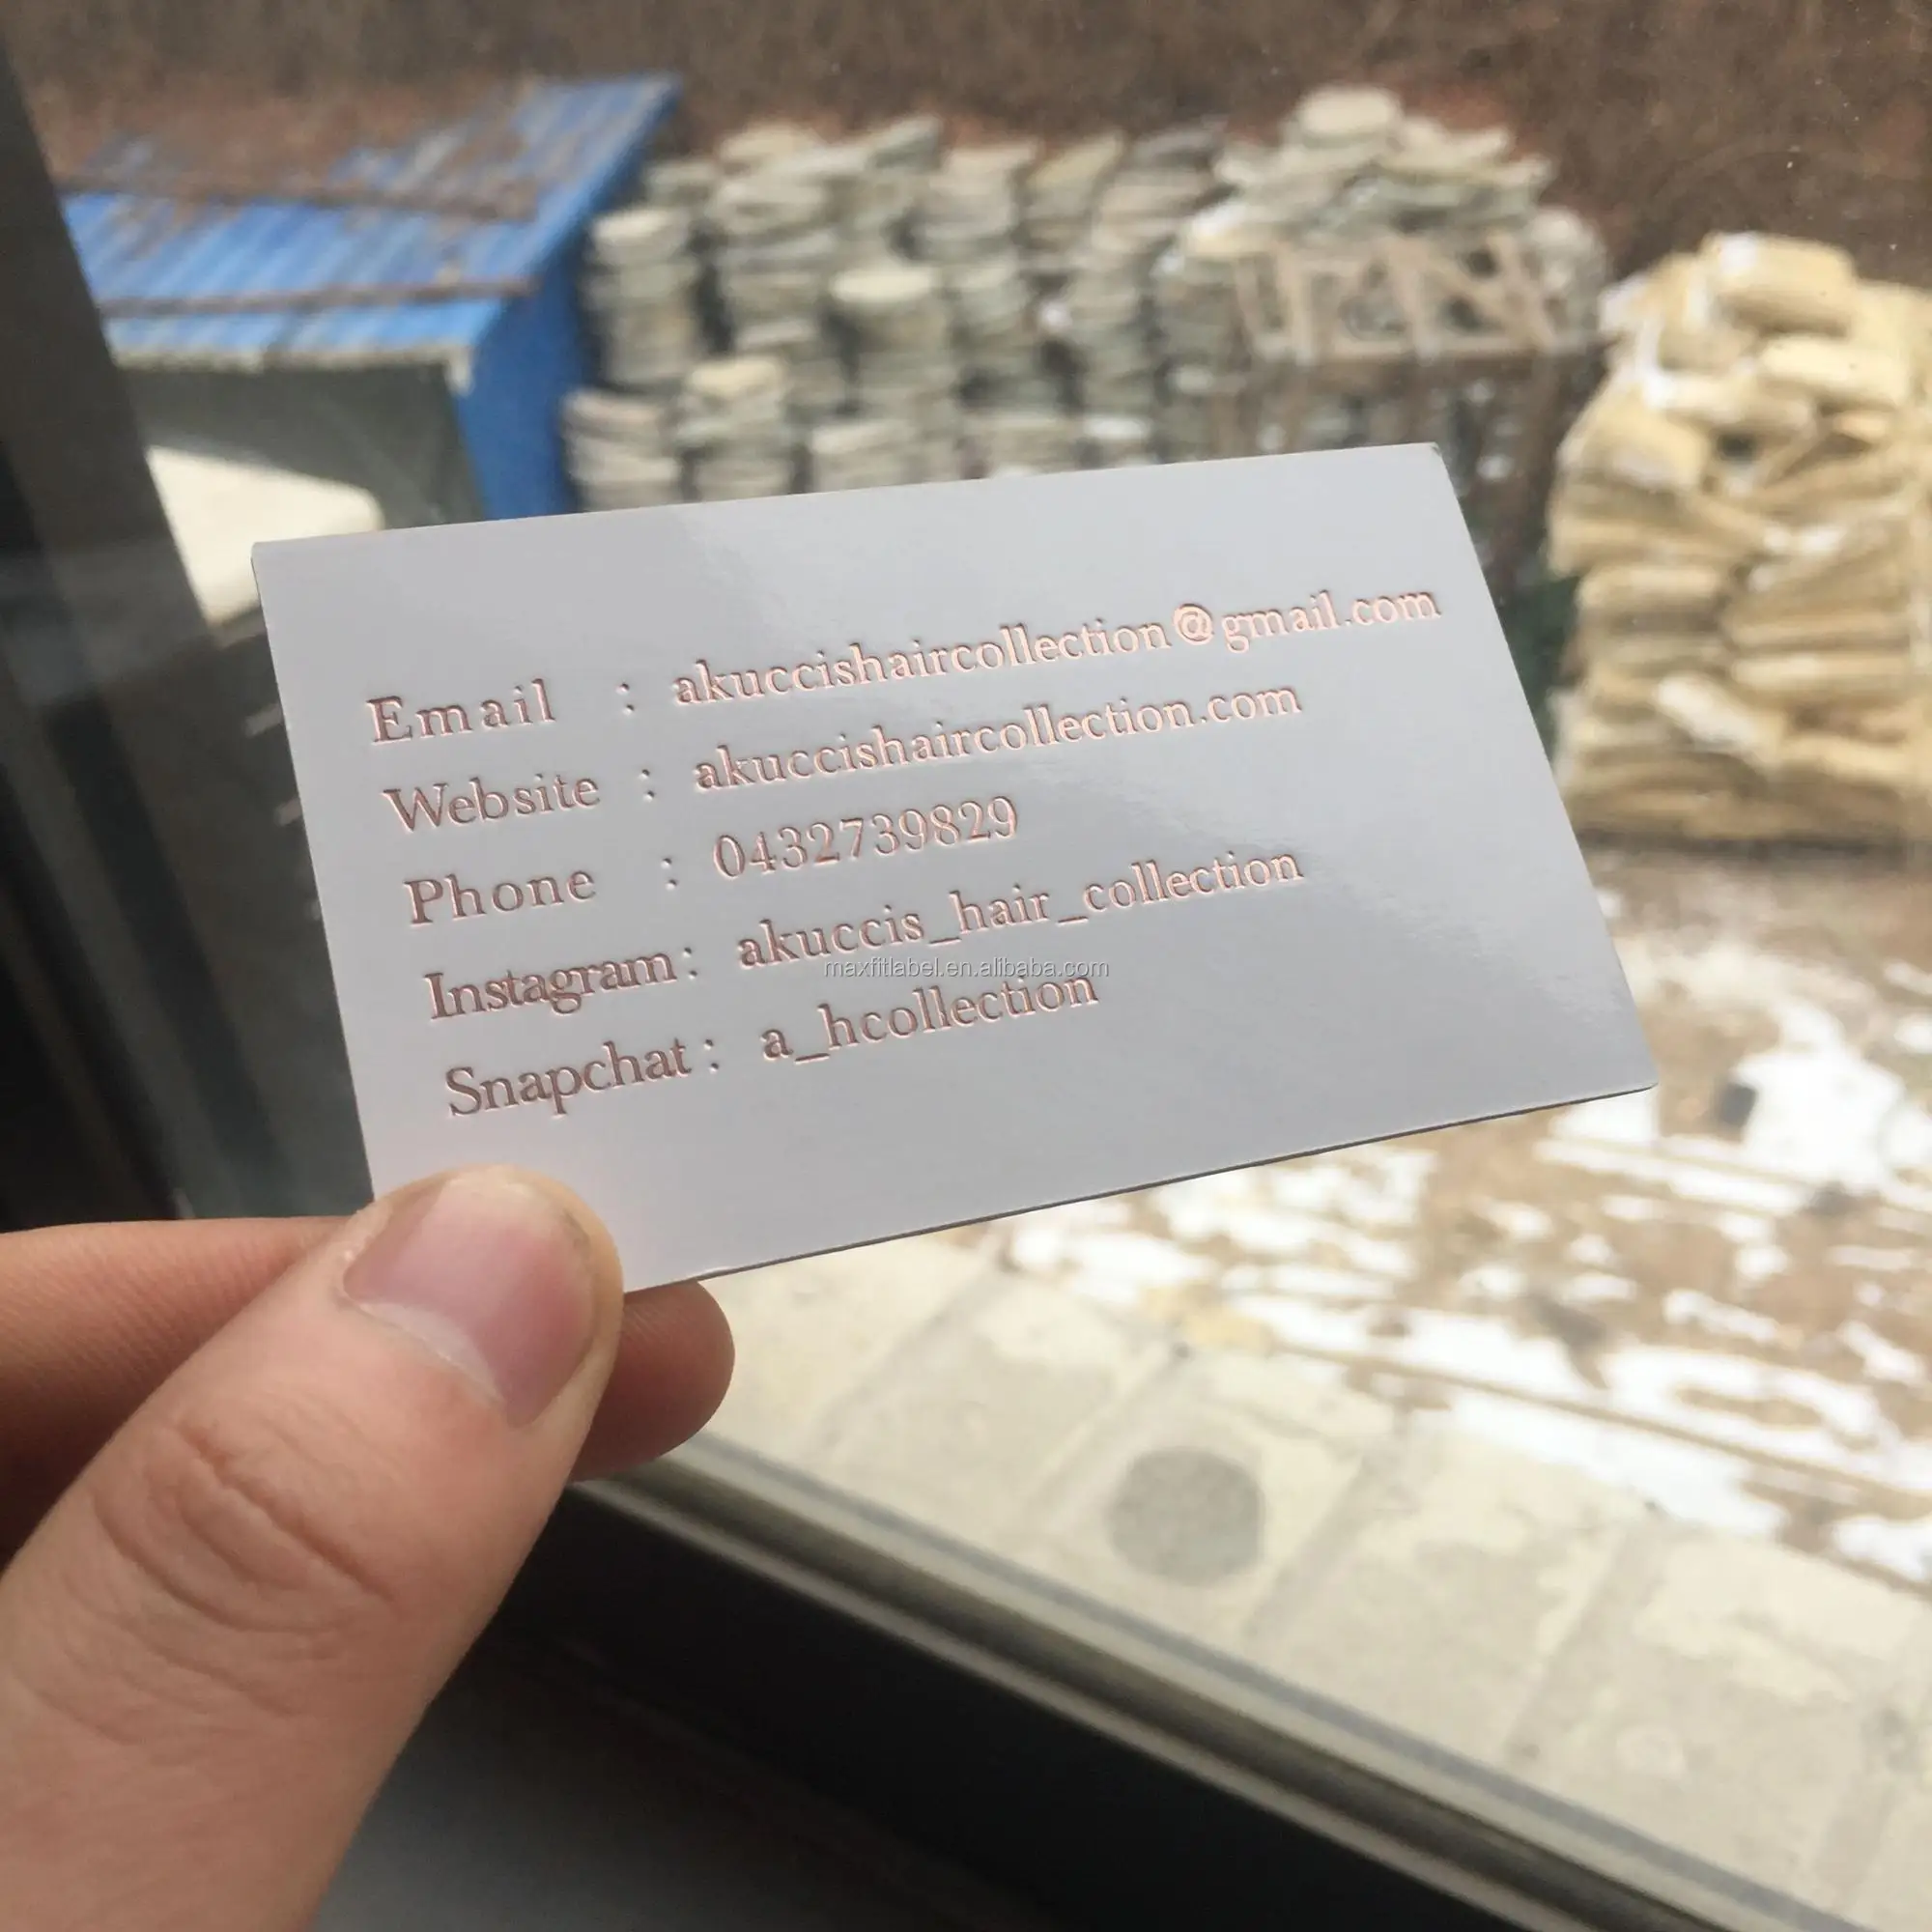 Email : akuccishaircollection@gmail.com
Website : akuccishaircollection.com
Phone : 0432739829
Instagram: akuccis_hair_collection
maxfitlabel.en.alibaba.com
Snapchat: a_hcollection